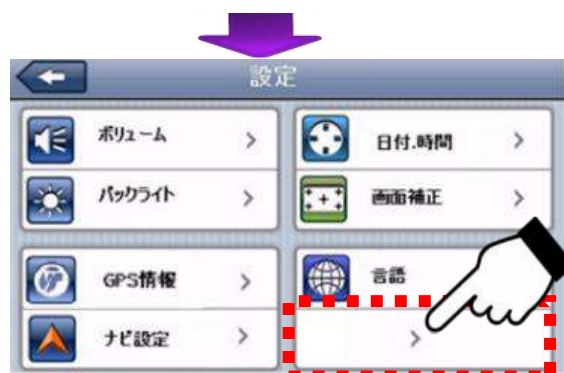 設定
ボリューム
日付.時間
バックライト
画面補正
GPS情報
言語
ナビ設定